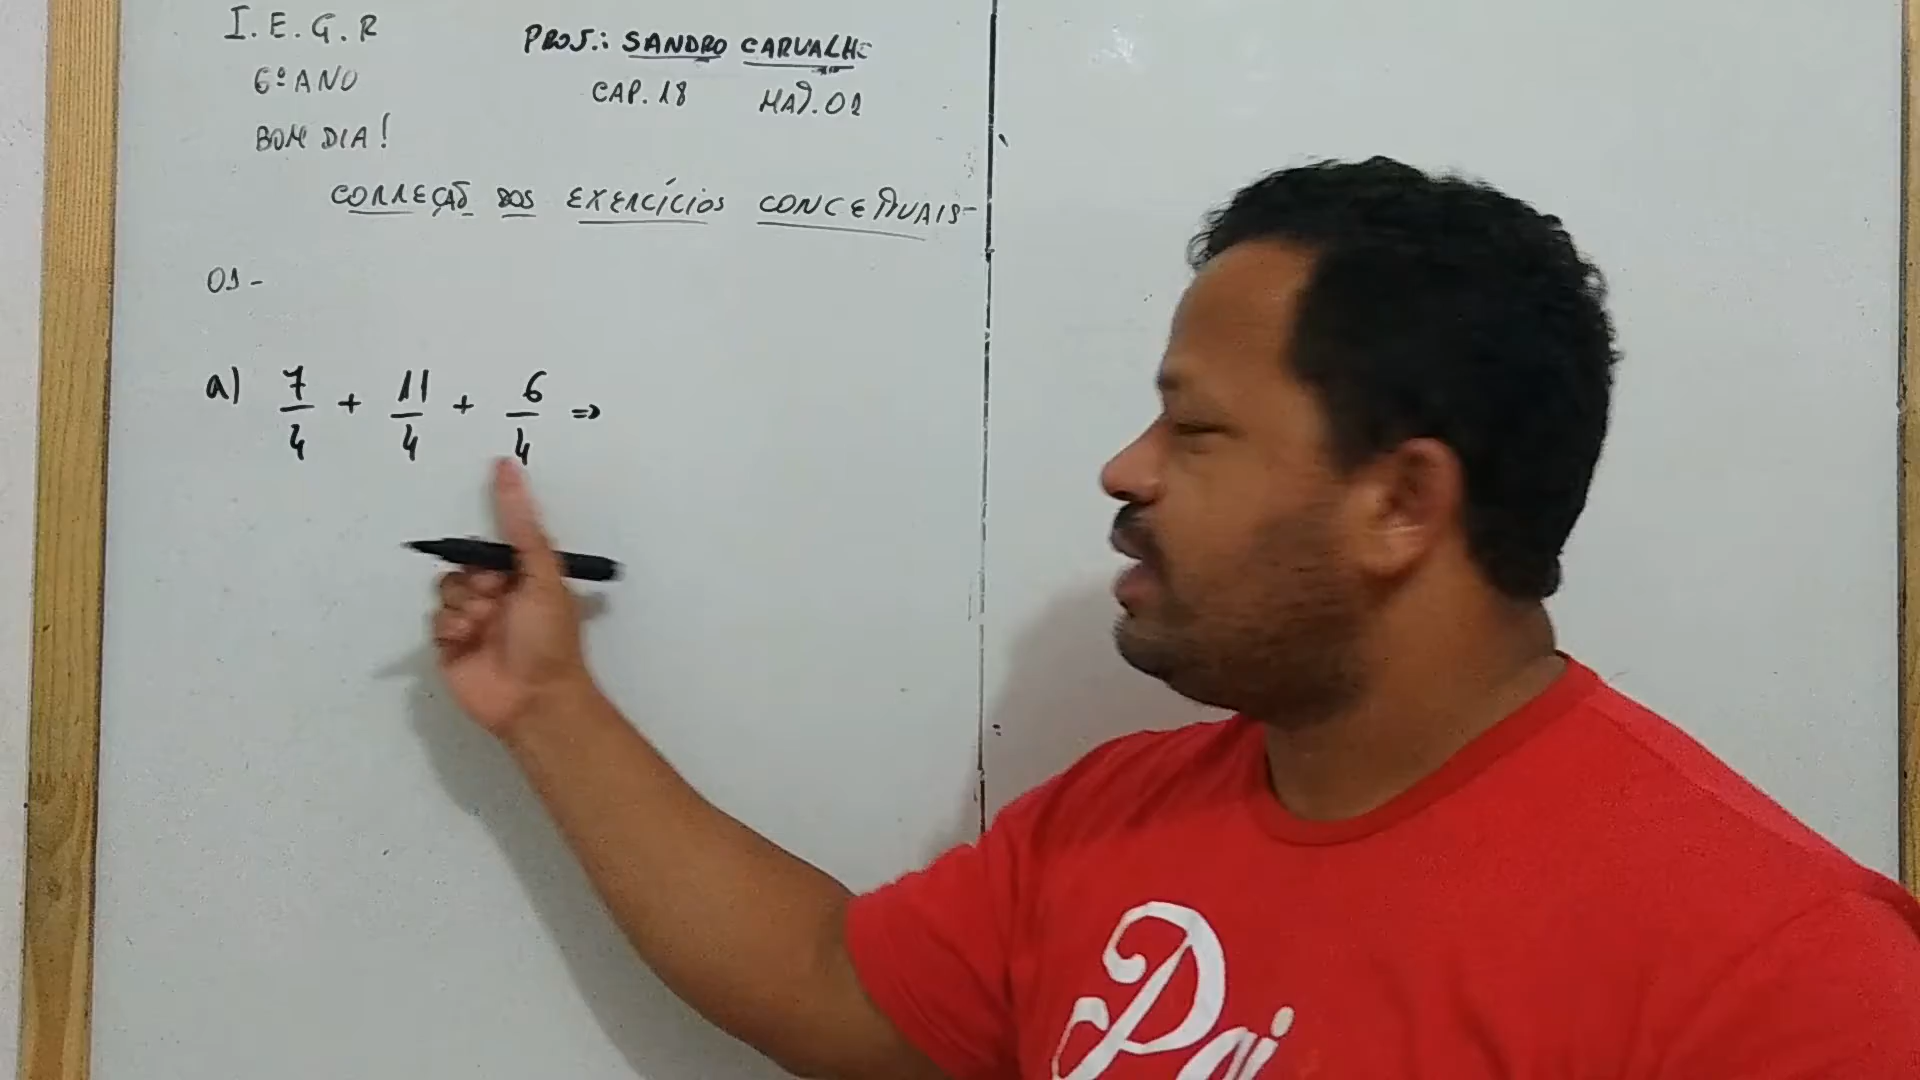 I.E.G.R
PROF.: SANDRO CARVALHO
6º ANO
CAP. 18 MAT. 01
BOM DIA!
CORREÇÃO DOS EXERCÍCIOS CONCEITUAIS-
01-
a) 7/4 + 11/4 + 6/4 ⇒
Pai